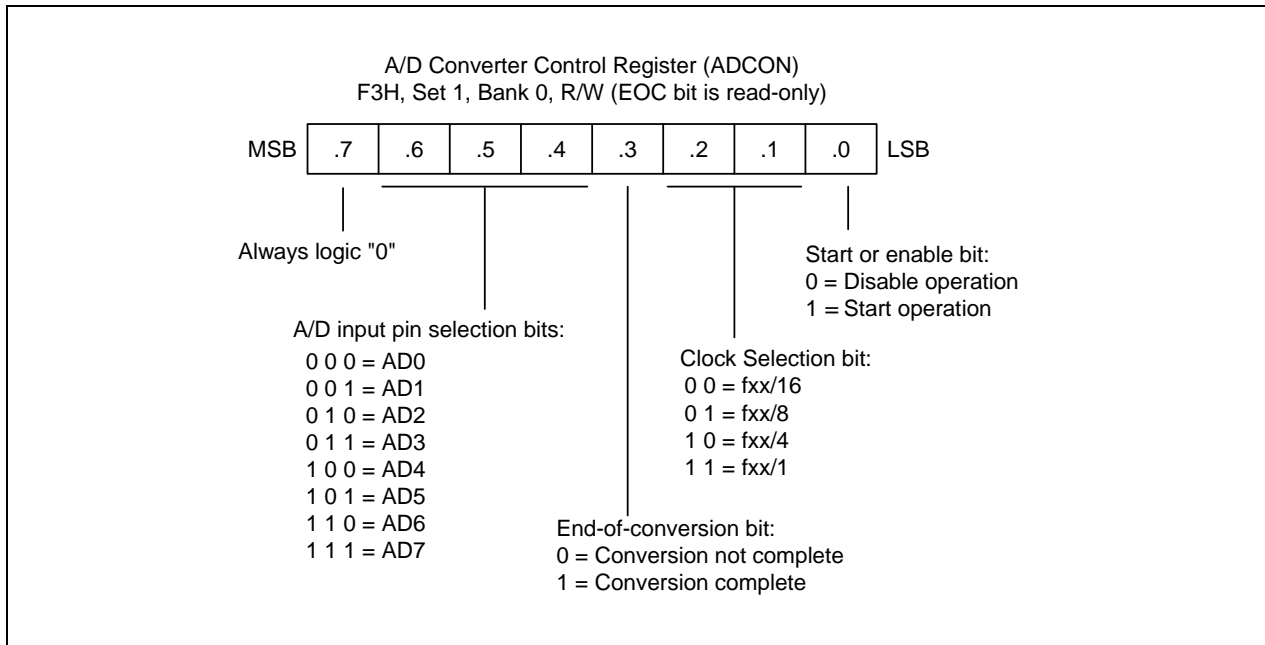 A/D Converter Control Register (ADCON)
F3H, Set 1, Bank 0, R/W (EOC bit is read-only)
MSB .7 .6 .5 .4 .3 .2 .1 .0 LSB
Always logic "0"
A/D input pin selection bits:
0 0 0 = AD0
0 0 1 = AD1
0 1 0 = AD2
0 1 1 = AD3
1 0 0 = AD4
1 0 1 = AD5
1 1 0 = AD6
1 1 1 = AD7
End-of-conversion bit:
0 = Conversion not complete
1 = Conversion complete
Clock Selection bit:
0 0 = fxx/16
0 1 = fxx/8
1 0 = fxx/4
1 1 = fxx/1
Start or enable bit:
0 = Disable operation
1 = Start operation